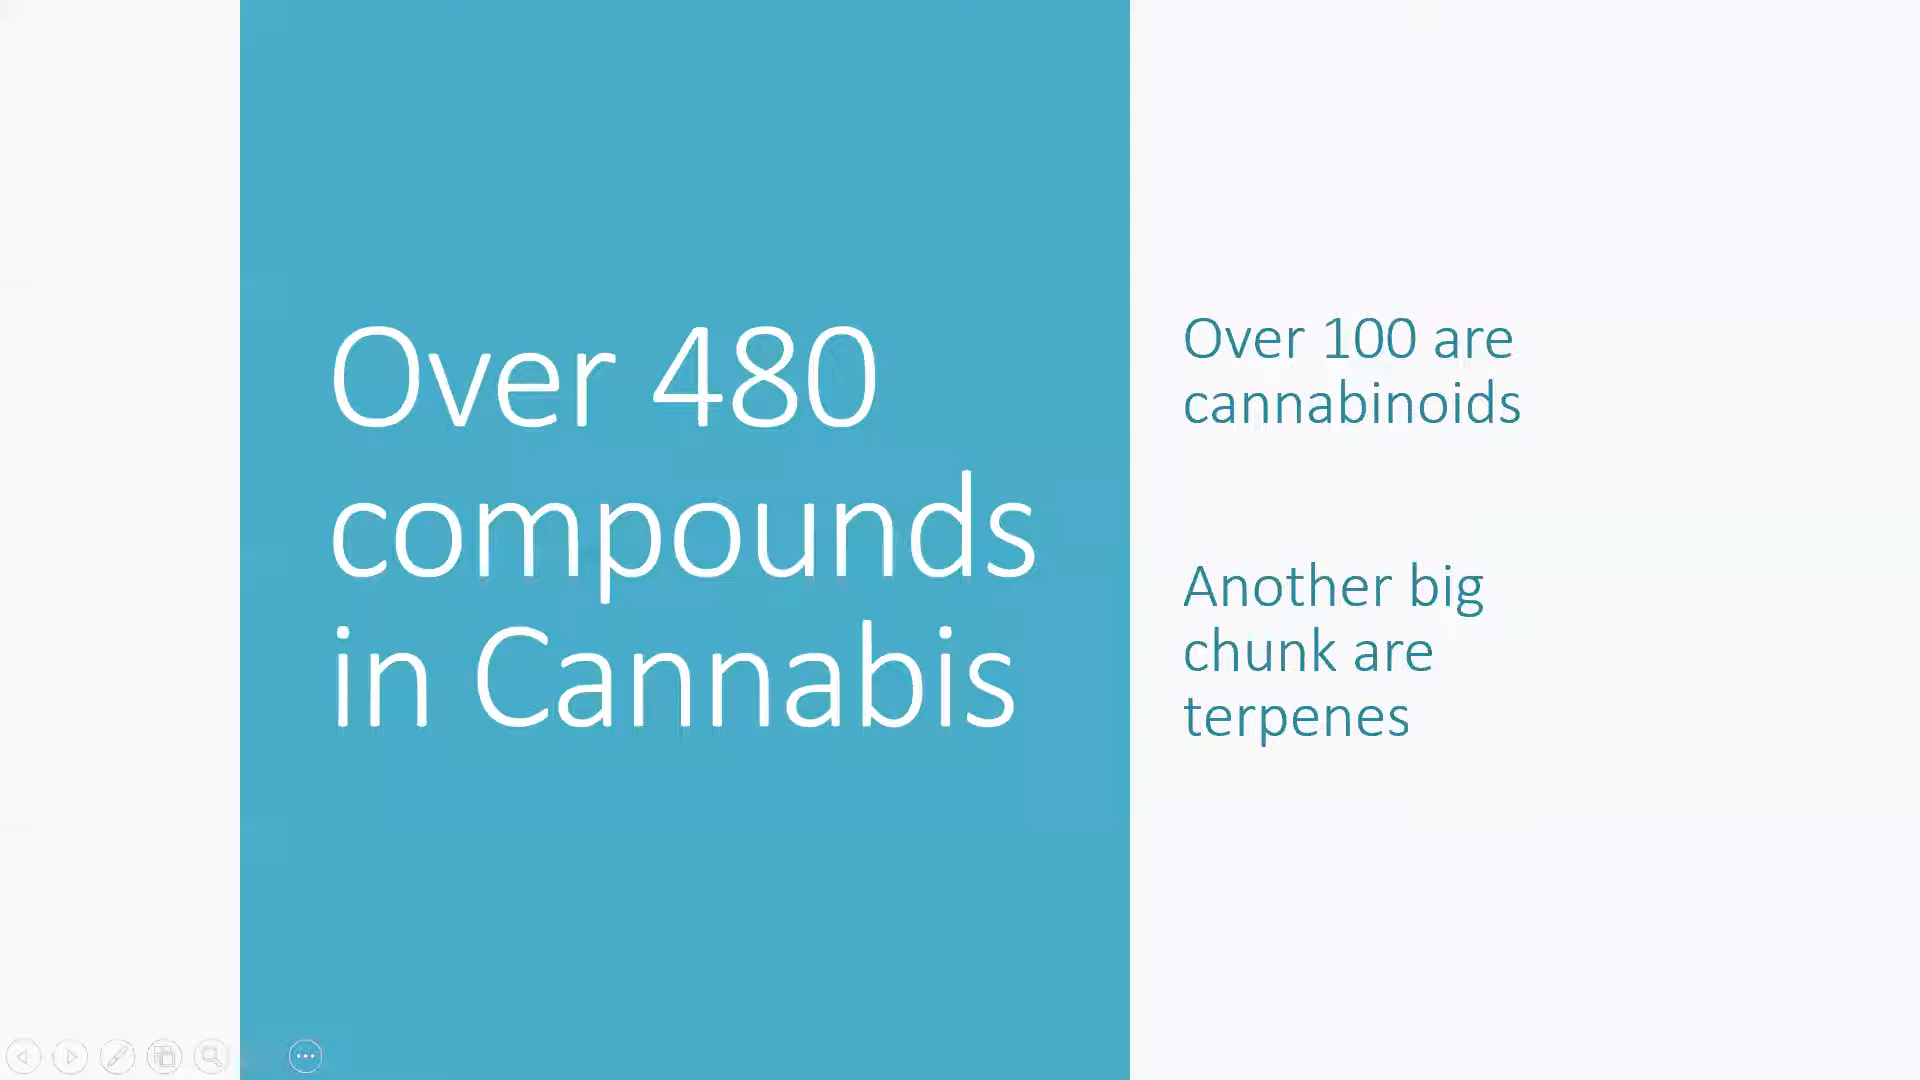 Over 480
compounds
in Cannabis
Over 100 are
cannabinoids
Another big
chunk are
terpenes